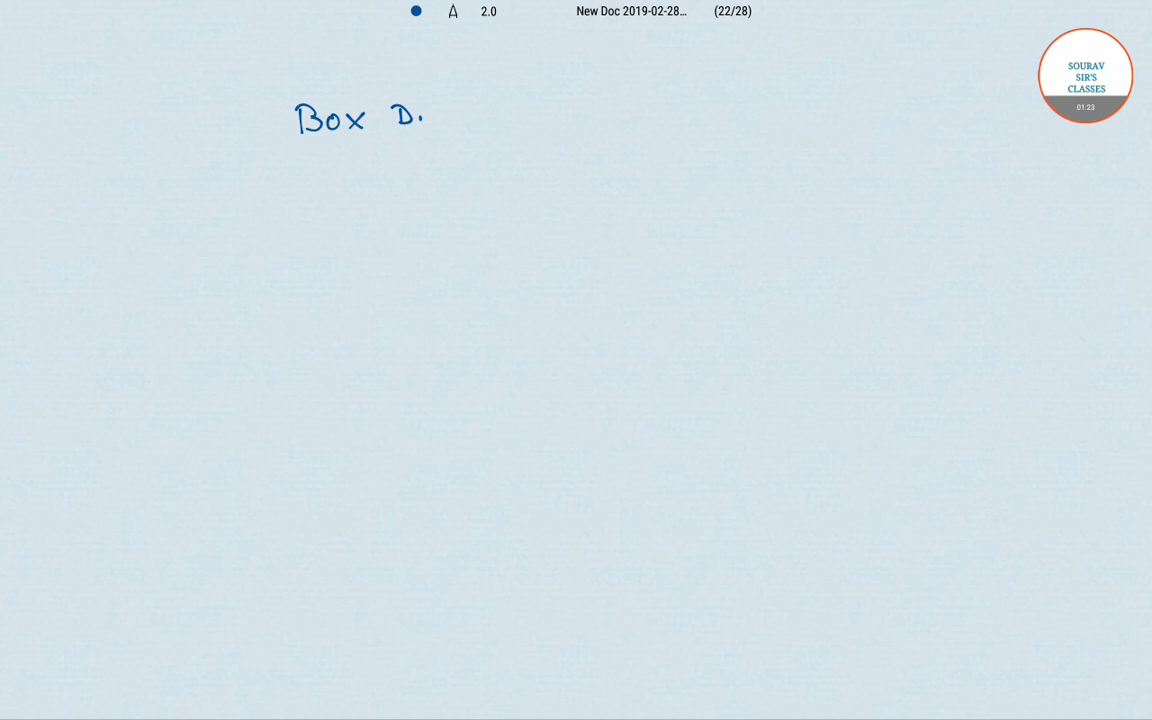 2.0 New Doc 2019-02-28... (22/28)
SOURAV
SIR'S
CLASSES
01:23
Box D.